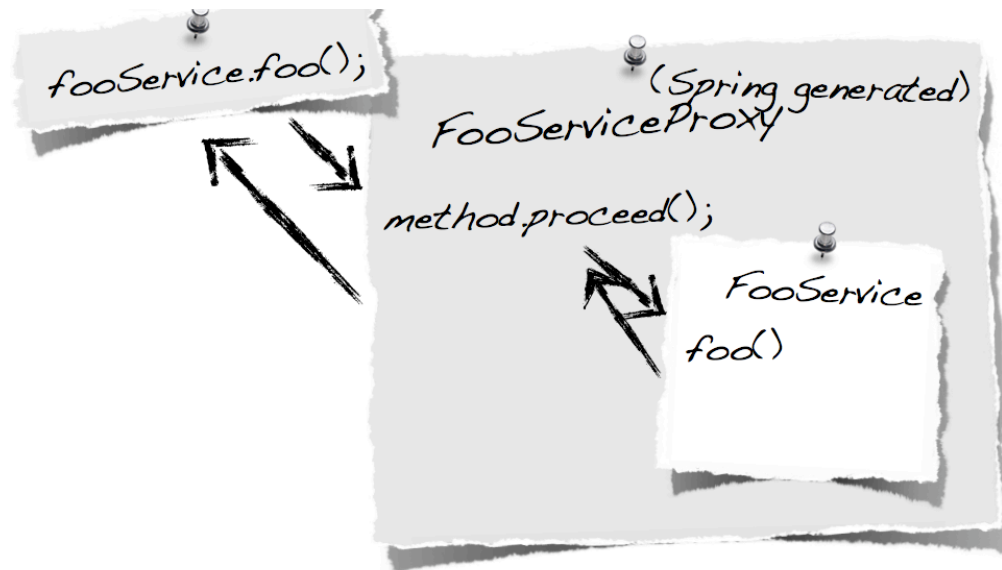 fooService.foo();
(Spring generated)
FooServiceProxy
method.proceed();
FooService
foo()